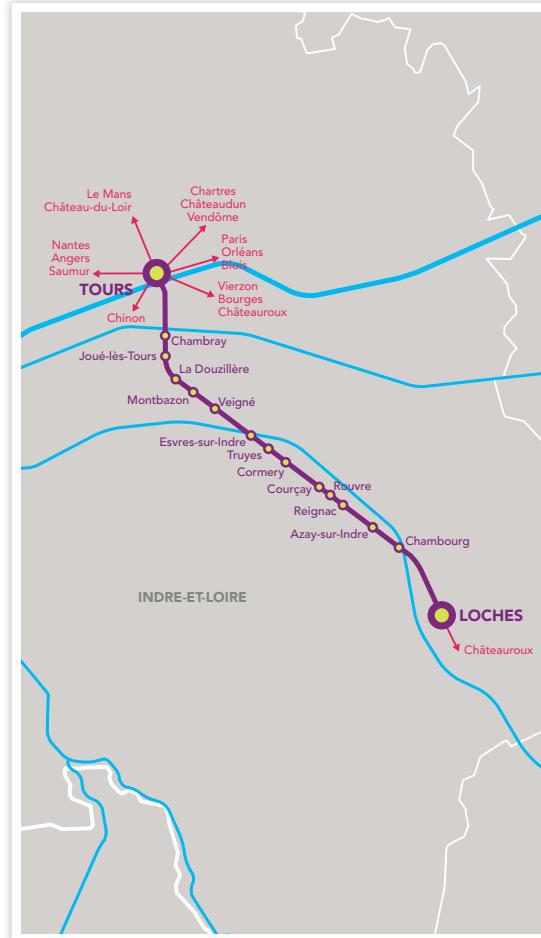 Le Mans
Château-du-Loir
Chartres
Châteaudun
Vendôme
Nantes
Angers
Saumur
Paris
Orléans
Blois
TOURS
Vierzon
Bourges
Châteauroux
Chinon
Chambray
Joué-lès-Tours
La Douzillère
Montbazon
Veigné
Esvres-sur-Indre
Truyes
Cormery
Courçay
Rouvre
Reignac
Azay-sur-Indre
Chambourg
INDRE-ET-LOIRE
LOCHES
Châteauroux